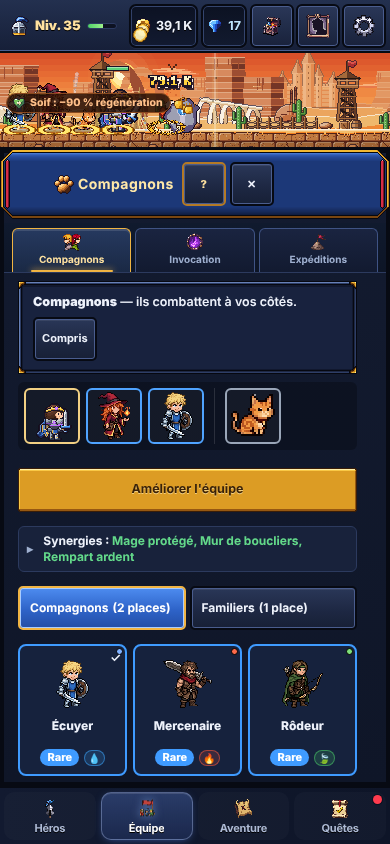 Niv. 35
39,1 K
17
79,1 K
Soif : −90 % régénération
Compagnons
?
×
Compagnons
Invocation
Expéditions
Compagnons — ils combattent à vos côtés.
Compris
Améliorer l'équipe
Synergies : Mage protégé, Mur de boucliers,
Rempart ardent
Compagnons (2 places)
Familiers (1 place)
Écuyer
Mercenaire
Rôdeur
Rare
Rare
Rare
Héros
Équipe
Aventure
Quêtes